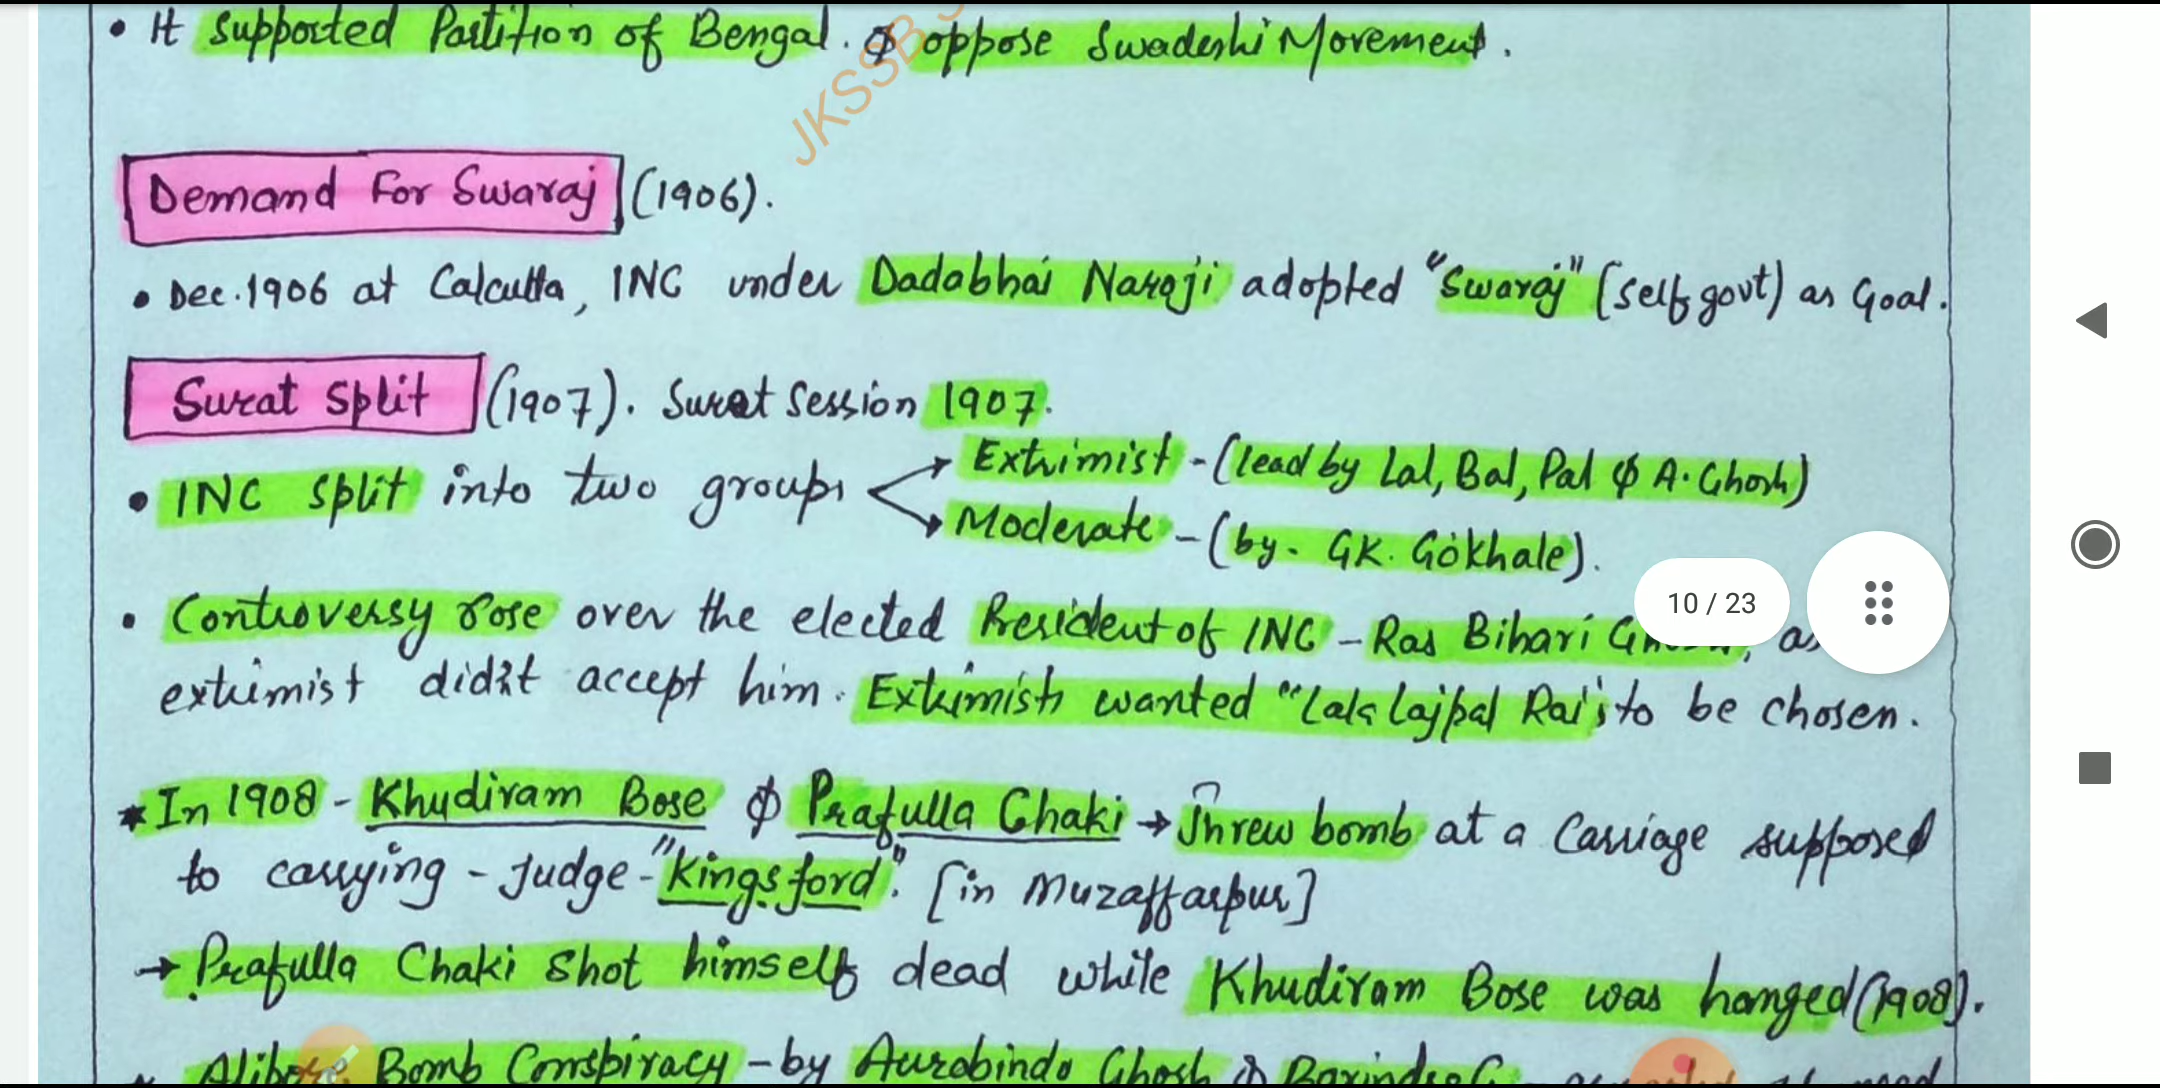 • It supported Partition of Bengal. & oppose Swadeshi Movement.
JKSSB
Demand For Swaraj (1906).
• Dec. 1906 at Calcutta, INC under Dadabhai Naroji adopted "Swaraj" (self govt) as Goal.
Surat Split (1907). Surat Session 1907.
• INC split into two groups
Extrimist - (lead by Lal, Bal, Pal & A. Ghosh)
Moderate - (by. GK. Gokhale).
• Controversy rose over the elected President of INC - Ras Bihari
10 / 23
extrimist didn't accept him. Extrimist wanted "Lala Lajpal Rai" to be chosen.
* In 1908 - Khudiram Bose & Prafulla Chaki → Threw bomb at a Carriage supposed
to carrying - Judge - "Kings ford". [in Muzaffarpur]
→ Prafulla Chaki Shot himself dead while Khudiram Bose was hanged (1908).
Bomb Conspiracy - by Aurobindo Ghosh &